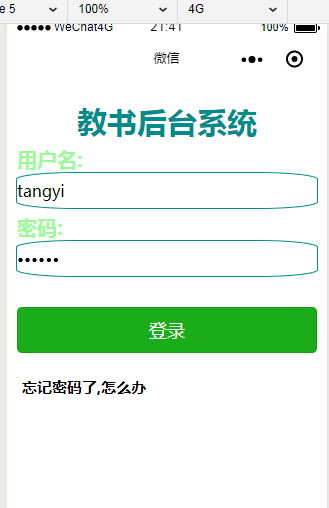 e 5 100% 4G
●●●●● WeChat4G 21:41 100%
微信
教书后台系统
用户名:
tangyi
密码:
••••••
登录
忘记密码了,怎么办